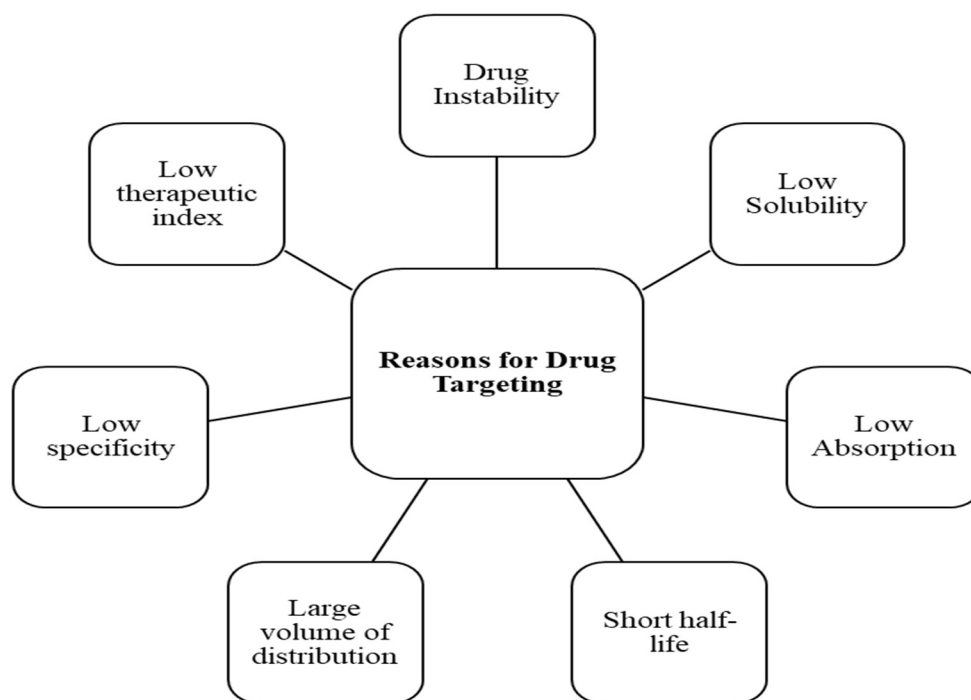 Drug
Instability
Low
therapeutic
index
Low
Solubility
Reasons for Drug
Targeting
Low
specificity
Low
Absorption
Large
volume of
distribution
Short half-
life